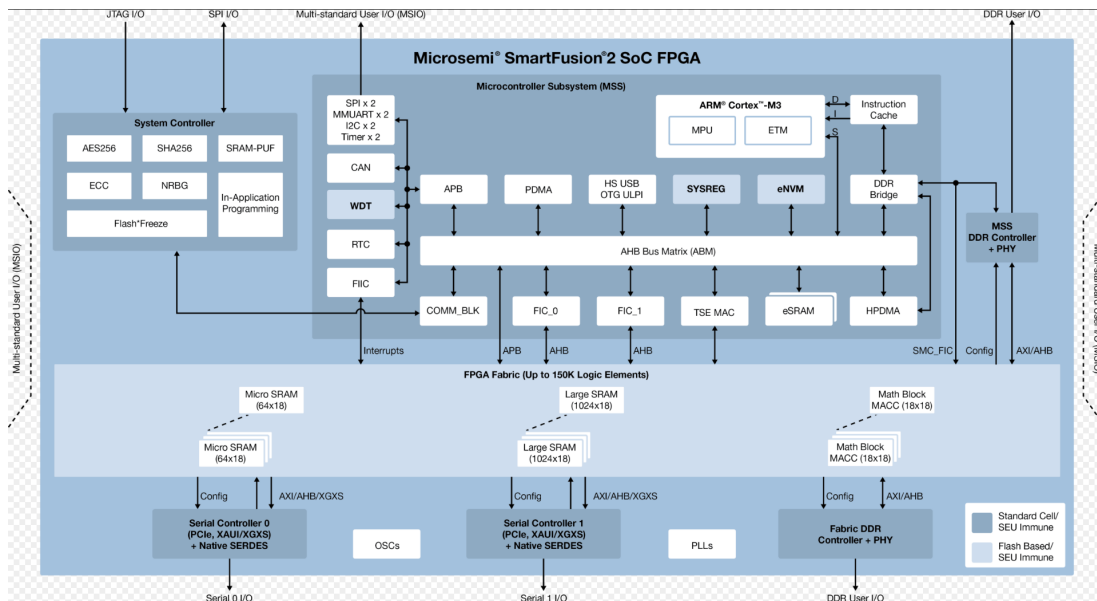 JTAG I/O
SPI I/O
Multi-standard User I/O (MSIO)
DDR User I/O
Microsemi® SmartFusion®2 SoC FPGA
Microcontroller Subsystem (MSS)
System Controller
AES256
SHA256
SRAM-PUF
ECC
NRBG
In-Application
Programming
Flash*Freeze
SPI x 2
MMUART x 2
I2C x 2
Timer x 2
CAN
WDT
RTC
FIIC
ARM® Cortex™-M3
MPU
ETM
D
I
S
Instruction
Cache
APB
PDMA
HS USB
OTG ULPI
SYSREG
eNVM
DDR
Bridge
AHB Bus Matrix (ABM)
COMM_BLK
FIC_0
FIC_1
TSE MAC
eSRAM
HPDMA
MSS
DDR Controller
+ PHY
Multi-standard User I/O (MSIO)
Multi-standard User I/O (MSIO)
Interrupts
APB
AHB
AHB
SMC_FIC
Config
AXI/AHB
FPGA Fabric (Up to 150K Logic Elements)
Micro SRAM
(64x18)
Large SRAM
(1024x18)
Math Block
MACC (18x18)
Micro SRAM
(64x18)
Large SRAM
(1024x18)
Math Block
MACC (18x18)
Config
AXI/AHB/XGXS
Config
AXI/AHB/XGXS
Config
AXI/AHB
Serial Controller 0
(PCIe, XAUI/XGXS)
+ Native SERDES
OSCs
Serial Controller 1
(PCIe, XAUI/XGXS)
+ Native SERDES
PLLs
Fabric DDR
Controller + PHY
Standard Cell/
SEU Immune
Flash Based/
SEU Immune
Serial 0 I/O
Serial 1 I/O
DDR User I/O